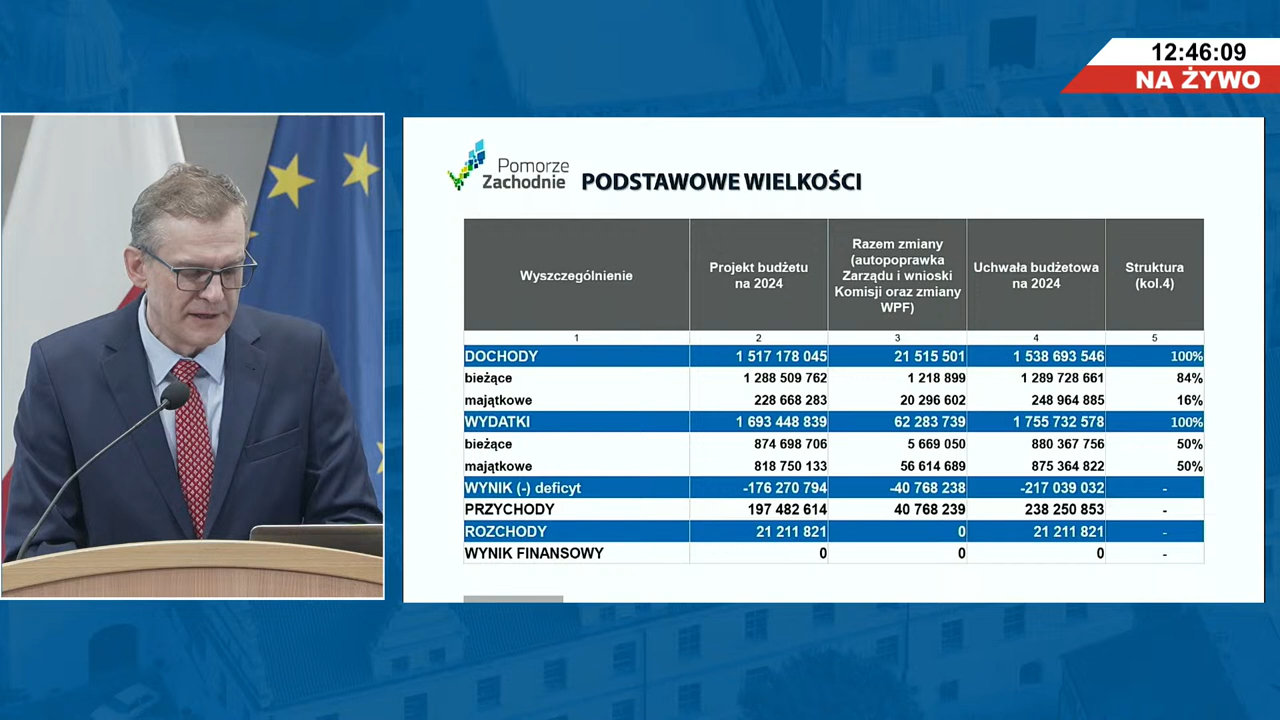 12:46:09
NA ŻYWO
Pomorze
Zachodnie
PODSTAWOWE WIELKOŚCI
Wyszczególnienie
Projekt budżetu
na 2024
Razem zmiany
(autopoprawka
Zarządu i wnioski
Komisji oraz zmiany
WPF)
Uchwała budżetowa
na 2024
Struktura
(kol.4)
1 2 3 4 5
DOCHODY 1 517 178 045 21 515 501 1 538 693 546 100%
bieżące 1 288 509 762 1 218 899 1 289 728 661 84%
majątkowe 228 668 283 20 296 602 248 964 885 16%
WYDATKI 1 693 448 839 62 283 739 1 755 732 578 100%
bieżące 874 698 706 5 669 050 880 367 756 50%
majątkowe 818 750 133 56 614 689 875 364 822 50%
WYNIK (-) deficyt -176 270 794 -40 768 238 -217 039 032 -
PRZYCHODY 197 482 614 40 768 239 238 250 853 -
ROZCHODY 21 211 821 0 21 211 821 -
WYNIK FINANSOWY 0 0 0 -